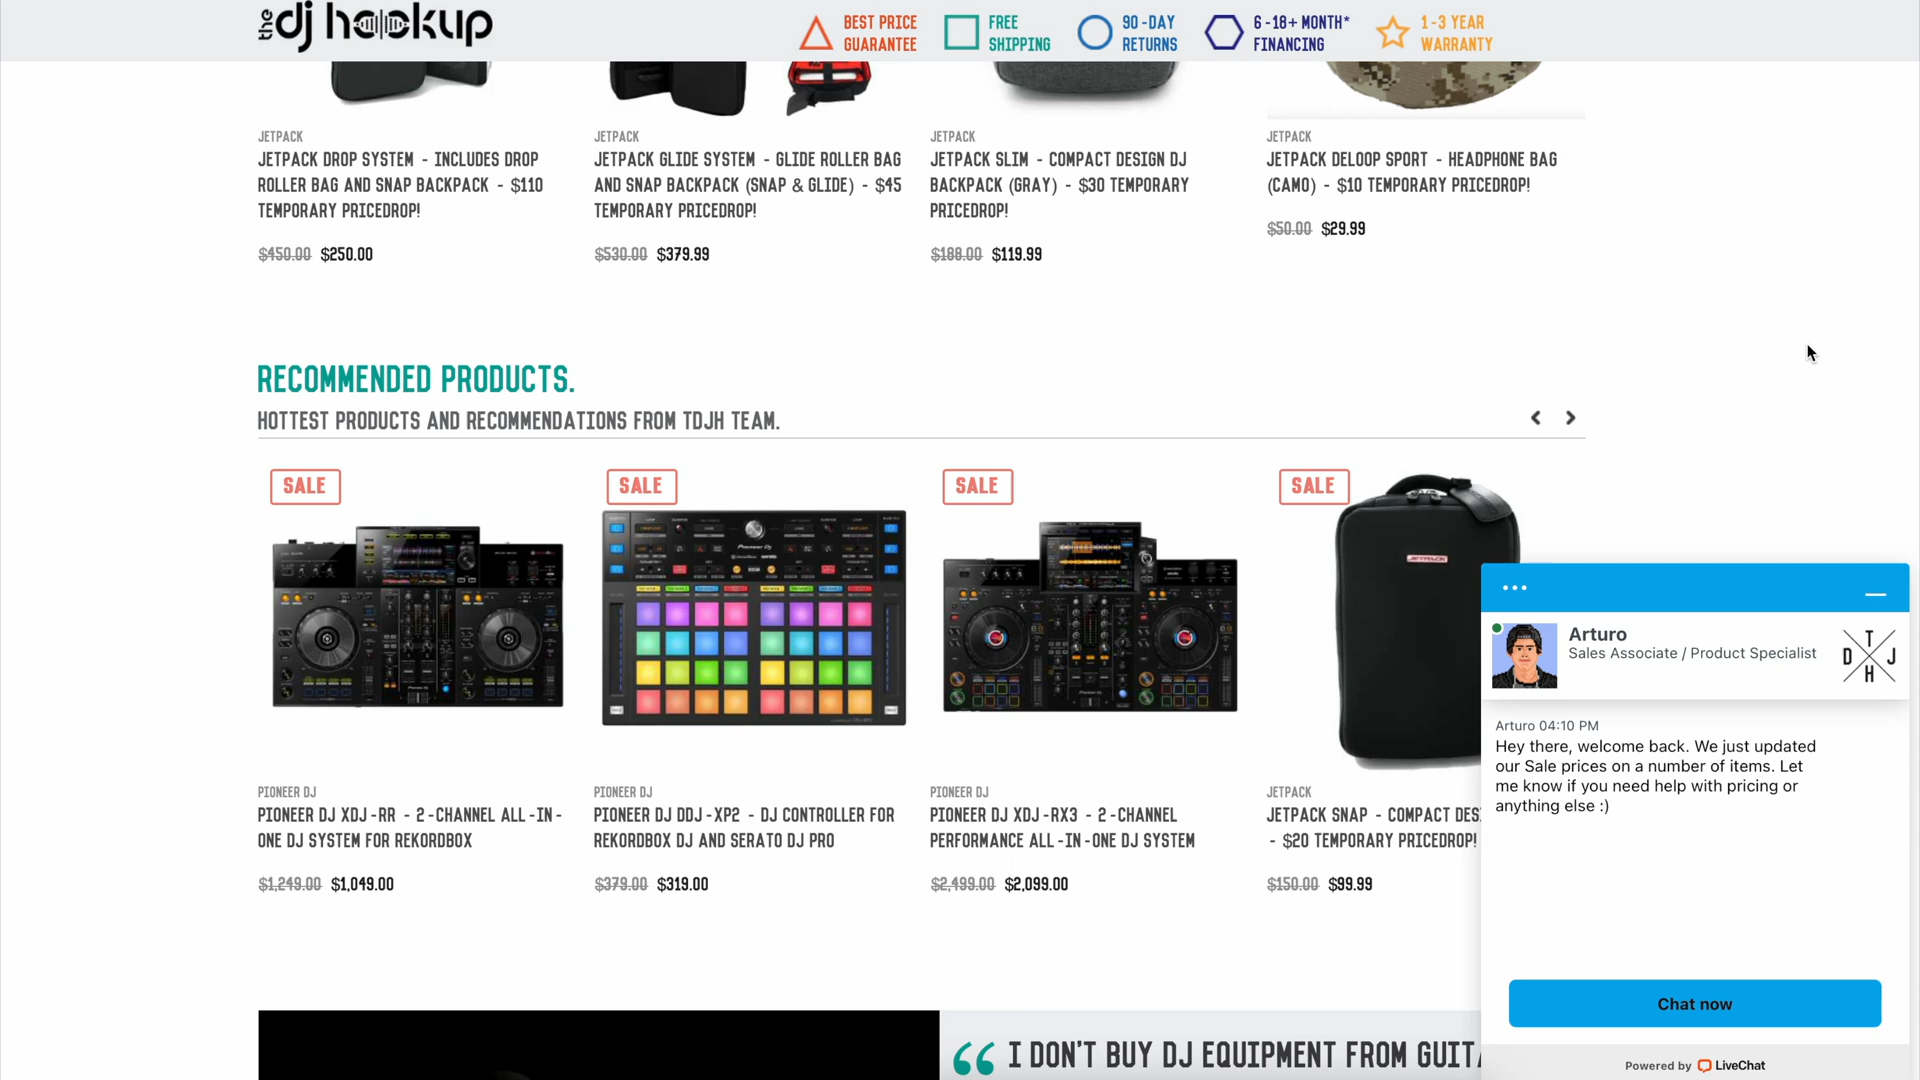 the dj hookup
BEST PRICE
GUARANTEE
FREE
SHIPPING
90-DAY
RETURNS
6-18+ MONTH*
FINANCING
1-3 YEAR
WARRANTY
JETPACK
JETPACK DROP SYSTEM - INCLUDES DROP
ROLLER BAG AND SNAP BACKPACK - $110
TEMPORARY PRICEDROP!
$450.00 $250.00
JETPACK
JETPACK GLIDE SYSTEM - GLIDE ROLLER BAG
AND SNAP BACKPACK (SNAP & GLIDE) - $45
TEMPORARY PRICEDROP!
$530.00 $379.99
JETPACK
JETPACK SLIM - COMPACT DESIGN DJ
BACKPACK (GRAY) - $30 TEMPORARY
PRICEDROP!
$188.00 $119.99
JETPACK
JETPACK DELOOP SPORT - HEADPHONE BAG
(CAMO) - $10 TEMPORARY PRICEDROP!
$50.00 $29.99
RECOMMENDED PRODUCTS.
HOTTEST PRODUCTS AND RECOMMENDATIONS FROM TDJH TEAM.
SALE
SALE
SALE
SALE
Pioneer Dj
JETPACK
PIONEER DJ
PIONEER DJ XDJ-RR - 2-CHANNEL ALL-IN-
ONE DJ SYSTEM FOR REKORDBOX
$1,249.00 $1,049.00
PIONEER DJ
PIONEER DJ DDJ-XP2 - DJ CONTROLLER FOR
REKORDBOX DJ AND SERATO DJ PRO
$379.00 $319.00
PIONEER DJ
PIONEER DJ XDJ-RX3 - 2-CHANNEL
PERFORMANCE ALL-IN-ONE DJ SYSTEM
$2,499.00 $2,099.00
JETPACK
JETPACK SNAP - COMPACT DES
- $20 TEMPORARY PRICEDROP!
$150.00 $99.99
“ I DON'T BUY DJ EQUIPMENT FROM GUIT
Arturo
Sales Associate / Product Specialist
T
D J
H
Arturo 04:10 PM
Hey there, welcome back. We just updated
our Sale prices on a number of items. Let
me know if you need help with pricing or
anything else :)
Chat now
Powered by LiveChat